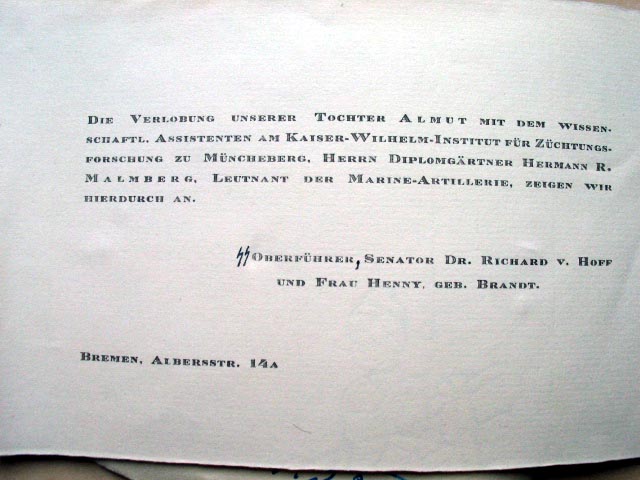 Die Verlobung unserer Tochter Almut mit dem wissen-
schaftl. Assistenten am Kaiser-Wilhelm-Institut für Züchtungs-
forschung zu Müncheberg, Herrn Diplomgärtner Hermann R.
Malmberg, Leutnant der Marine-Artillerie, zeigen wir
hierdurch an.
ᛋᛋ Oberführer, Senator Dr. Richard v. Hoff
und Frau Henny, geb. Brandt.
Bremen, Albersstr. 14a